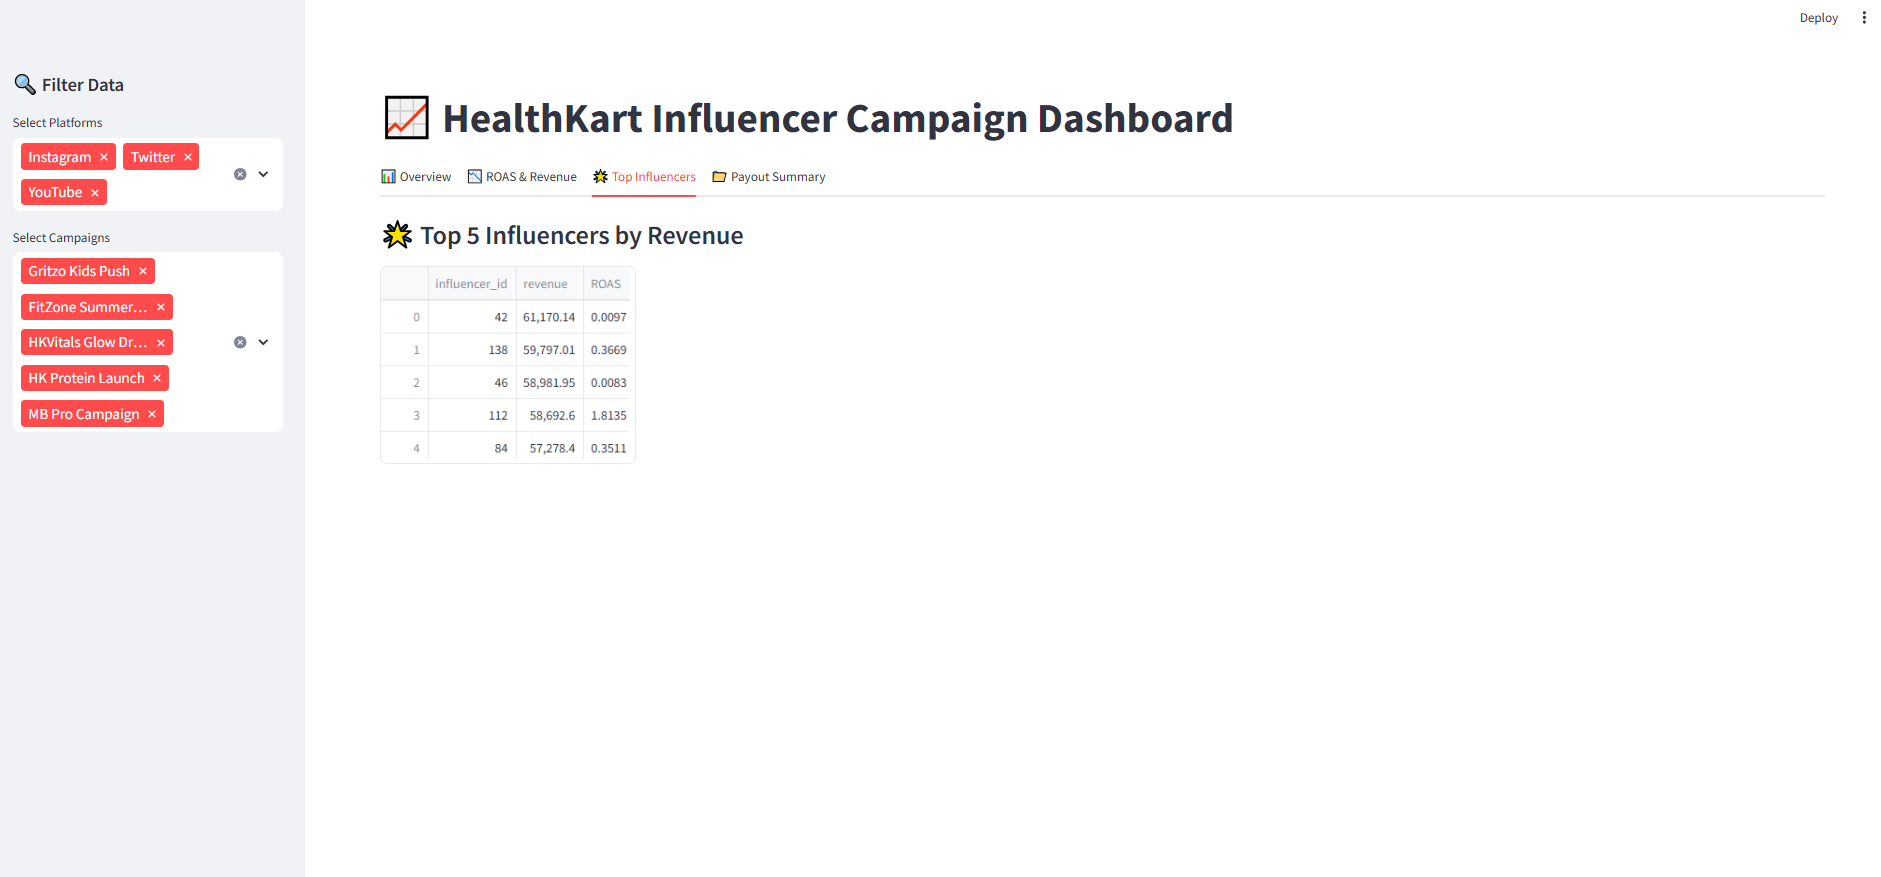 Deploy
Filter Data
Select Platforms
Instagram × Twitter ×
YouTube ×
Select Campaigns
Gritzo Kids Push ×
FitZone Summer... ×
HKVitals Glow Dr... ×
HK Protein Launch ×
MB Pro Campaign ×
HealthKart Influencer Campaign Dashboard
Overview ROAS & Revenue Top Influencers Payout Summary
Top 5 Influencers by Revenue
influencer_id revenue ROAS
0 42 61,170.14 0.0097
1 138 59,797.01 0.3669
2 46 58,981.95 0.0083
3 112 58,692.6 1.8135
4 84 57,278.4 0.3511